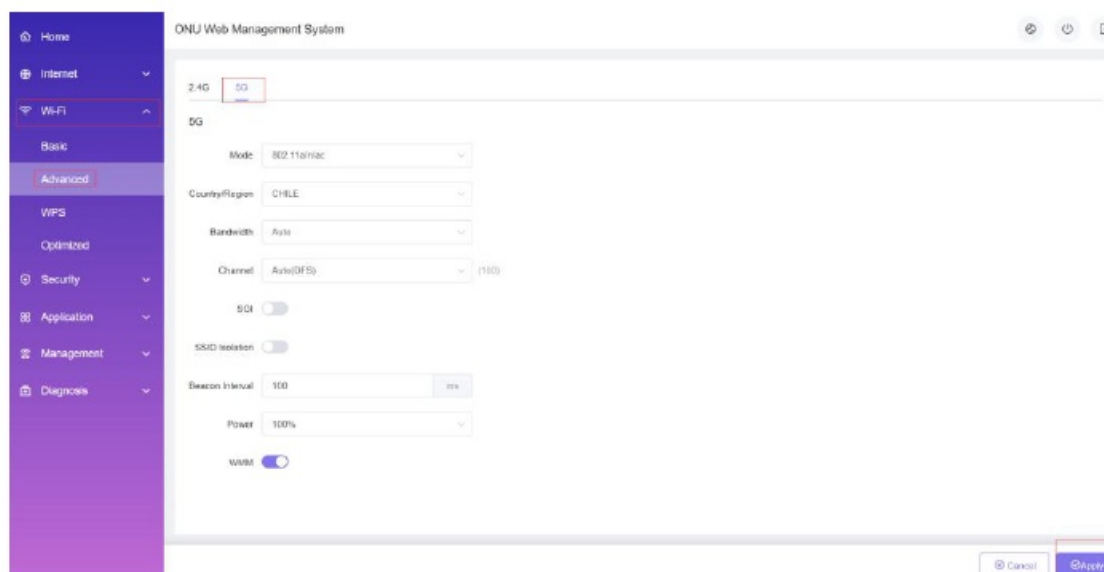 ONU Web Management System
Home
Internet
Wi-Fi
Basic
Advanced
WPS
Optimized
Security
Application
Management
Diagnosis
2.4G 5G
5G
Mode 802.11a/n/ac
Country/Region CHILE
Bandwidth Auto
Channel Auto(DFS) (100)
SGI
SSID Isolation
Beacon Interval 100 ms
Power 100%
WMM
Cancel Apply